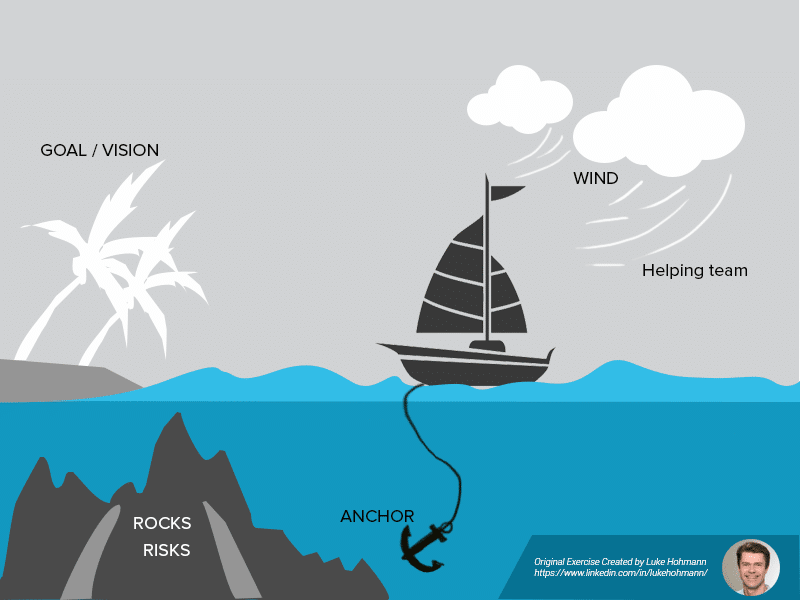 GOAL / VISION
WIND
Helping team
ANCHOR
ROCKS
RISKS
Original Exercise Created by Luke Hohmann
https://www.linkedin.com/in/lukehohmann/